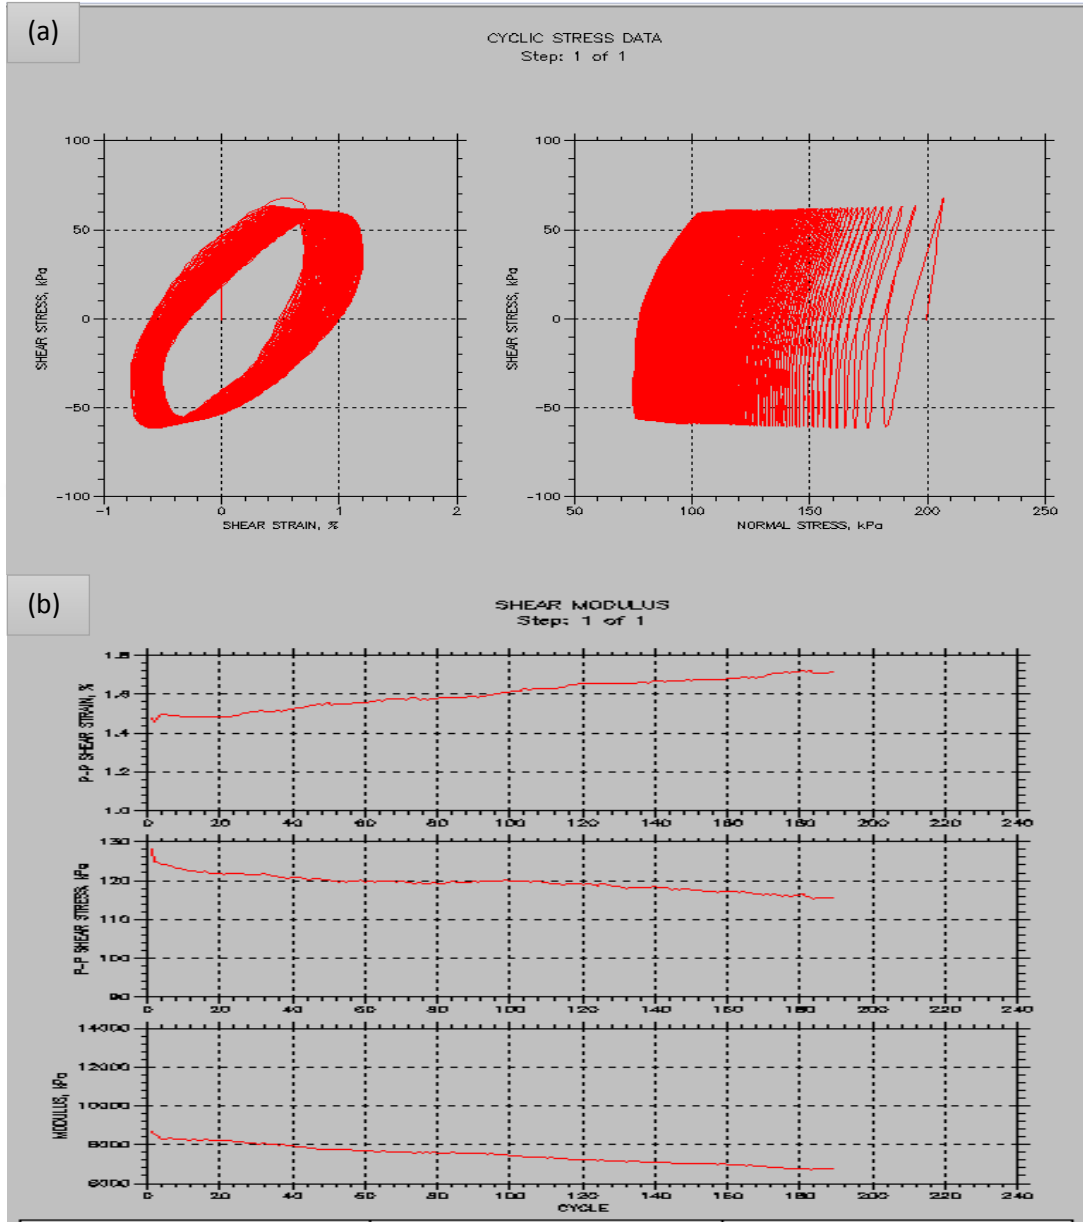 (a)
CYCLIC STRESS DATA
Step: 1 of 1
SHEAR STRESS, kPa
100
50
0
-50
-100
-1 0 1 2
SHEAR STRAIN, %
SHEAR STRESS, kPa
100
50
0
-50
-100
50 100 150 200 250
NORMAL STRESS, kPa
(b)
SHEAR MODULUS
Step: 1 of 1
P-P SHEAR STRAIN, %
1.8
1.6
1.4
1.2
1.0
0 20 40 60 80 100 120 140 160 180 200 220 240
P-P SHEAR STRESS, kPa
130
120
110
100
90
0 20 40 60 80 100 120 140 160 180 200 220 240
MODULUS, kPa
14000
12000
10000
8000
6000
0 20 40 60 80 100 120 140 160 180 200 220 240
CYCLE